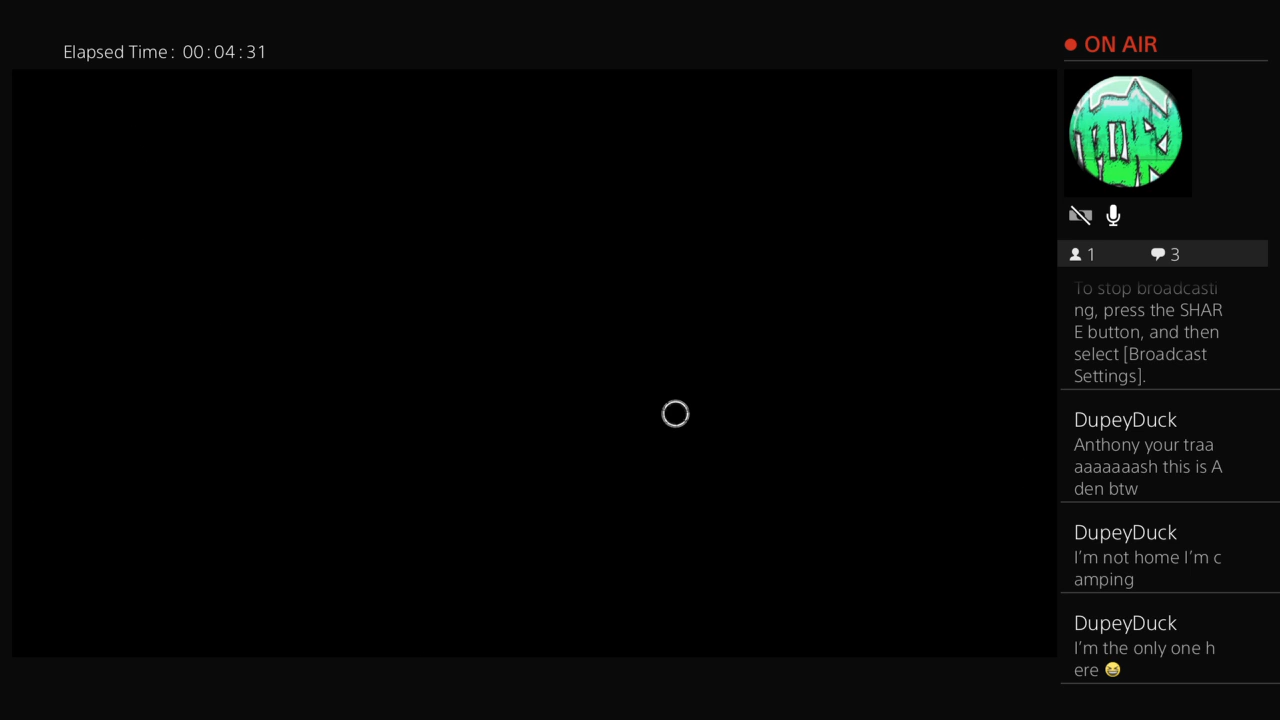 Elapsed Time: 00:04:31
ON AIR
1 3
To stop broadcasti
ng, press the SHAR
E button, and then
select [Broadcast
Settings].
DupeyDuck
Anthony your traa
aaaaaaash this is A
den btw
DupeyDuck
I'm not home I'm c
amping
DupeyDuck
I'm the only one h
ere 😆